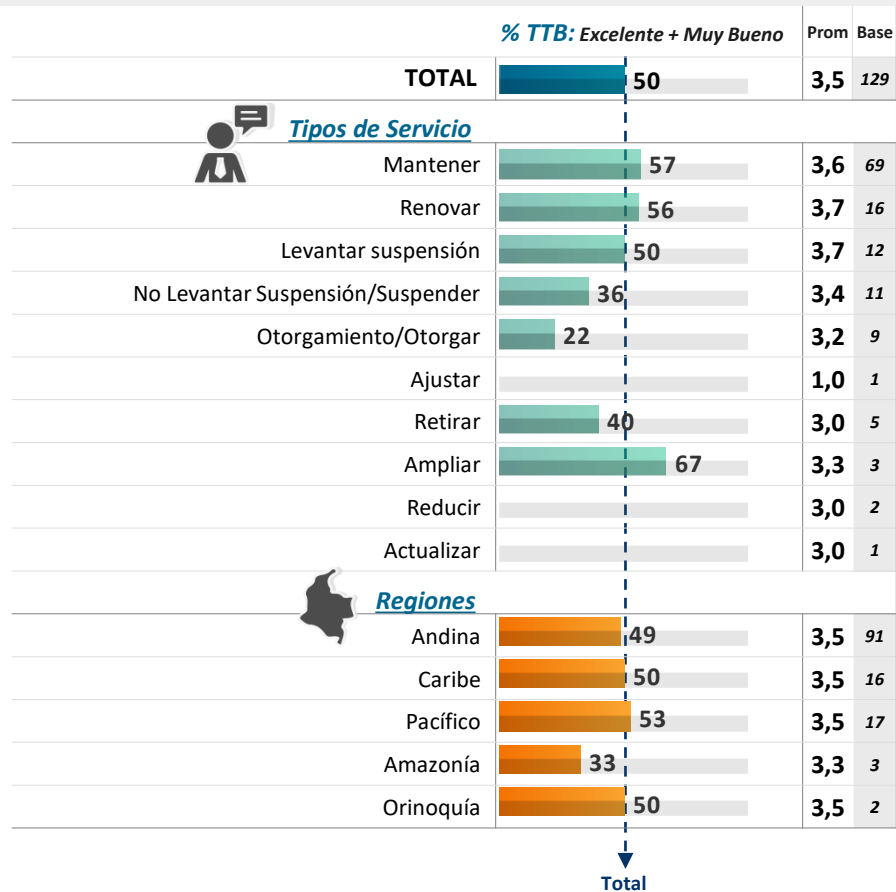 % TTB: Excelente + Muy Bueno Prom Base
TOTAL 50 3,5 129
Tipos de Servicio
Mantener 57 3,6 69
Renovar 56 3,7 16
Levantar suspensión 50 3,7 12
No Levantar Suspensión/Suspender 36 3,4 11
Otorgamiento/Otorgar 22 3,2 9
Ajustar 1,0 1
Retirar 40 3,0 5
Ampliar 67 3,3 3
Reducir 3,0 2
Actualizar 3,0 1
Regiones
Andina 49 3,5 91
Caribe 50 3,5 16
Pacífico 53 3,5 17
Amazonía 33 3,3 3
Orinoquía 50 3,5 2
Total